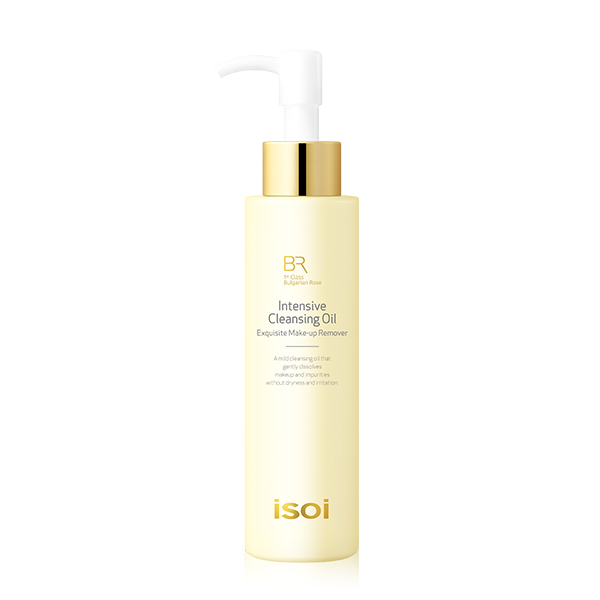 BR
1st Class
Bulgarian Rose
Intensive
Cleansing Oil
Exquisite Make-up Remover
A mild cleansing oil that
gently dissolves
makeup and impurities
without dryness and irritation.
isoi